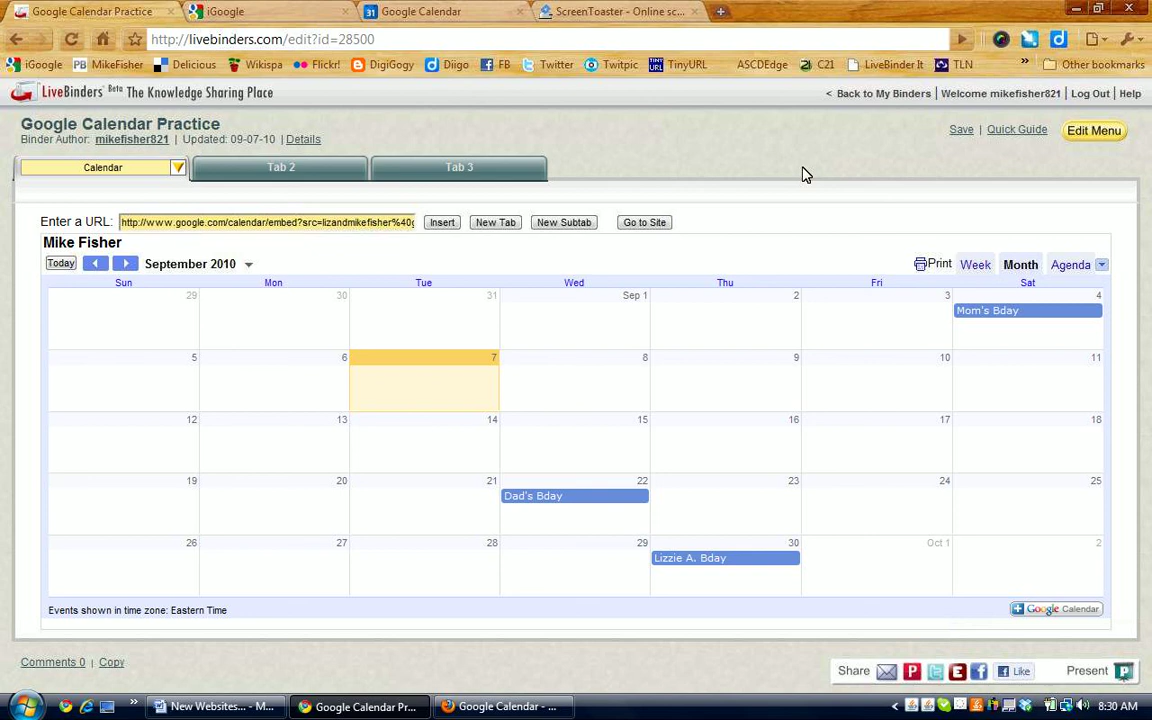 Google Calendar Practice
iGoogle
Google Calendar
ScreenToaster - Online sc...
http://livebinders.com/edit?id=28500
iGoogle PB MikeFisher Delicious Wikispa Flickr! DigiGogy Diigo FB Twitter Twitpic TINY URL TinyURL ASCDEdge 21 C21 LiveBinder It TLN » Other bookmarks
LiveBinders Beta The Knowledge Sharing Place
< Back to My Binders | Welcome mikefisher821 | Log Out | Help
Google Calendar Practice
Binder Author: mikefisher821 | Updated: 09-07-10 | Details
Save | Quick Guide Edit Menu
Calendar Tab 2 Tab 3
Enter a URL: http://www.google.com/calendar/embed?src=lizandmikefisher%40g Insert New Tab New Subtab Go to Site
Mike Fisher
Today September 2010 Print Week Month Agenda
Sun Mon Tue Wed Thu Fri Sat
29 30 31 Sep 1 2 3 4
Mom's Bday
5 6 7 8 9 10 11
12 13 14 15 16 17 18
19 20 21 22 23 24 25
Dad's Bday
26 27 28 29 30 Oct 1 2
Lizzie A. Bday
Events shown in time zone: Eastern Time
Google Calendar
Comments 0 | Copy
Share Like Present
» New Websites... - M... Google Calendar Pr... Google Calendar - ... < 8:30 AM